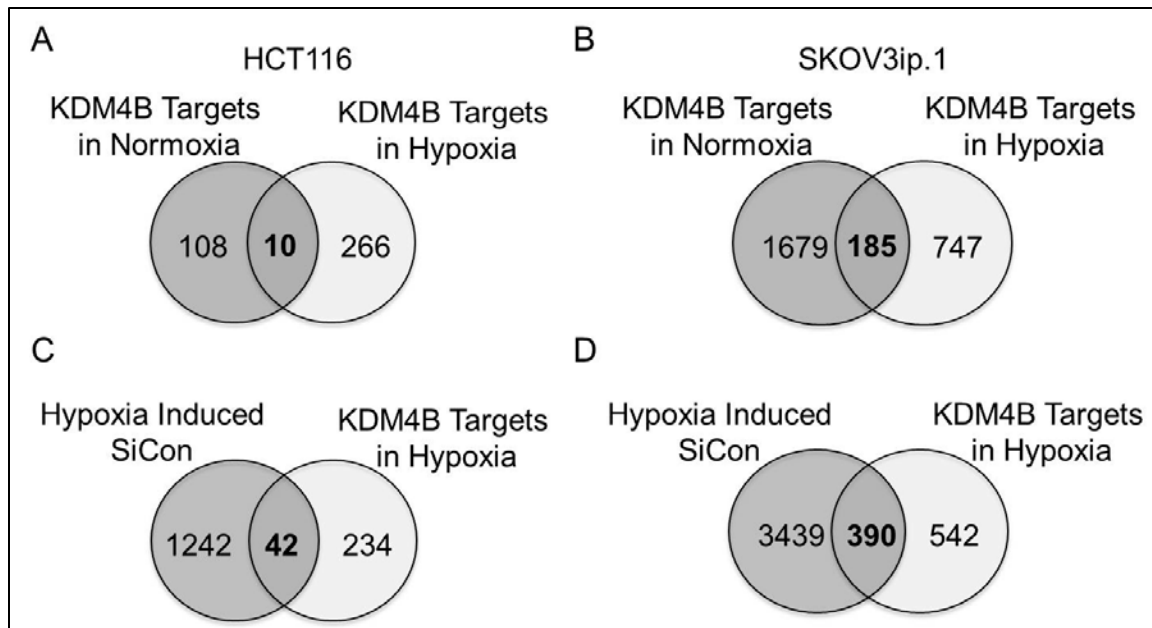 A
HCT116
KDM4B Targets
in Normoxia
KDM4B Targets
in Hypoxia
108
10
266
B
SKOV3ip.1
KDM4B Targets
in Normoxia
KDM4B Targets
in Hypoxia
1679
185
747
C
Hypoxia Induced
SiCon
KDM4B Targets
in Hypoxia
1242
42
234
D
Hypoxia Induced
SiCon
KDM4B Targets
in Hypoxia
3439
390
542